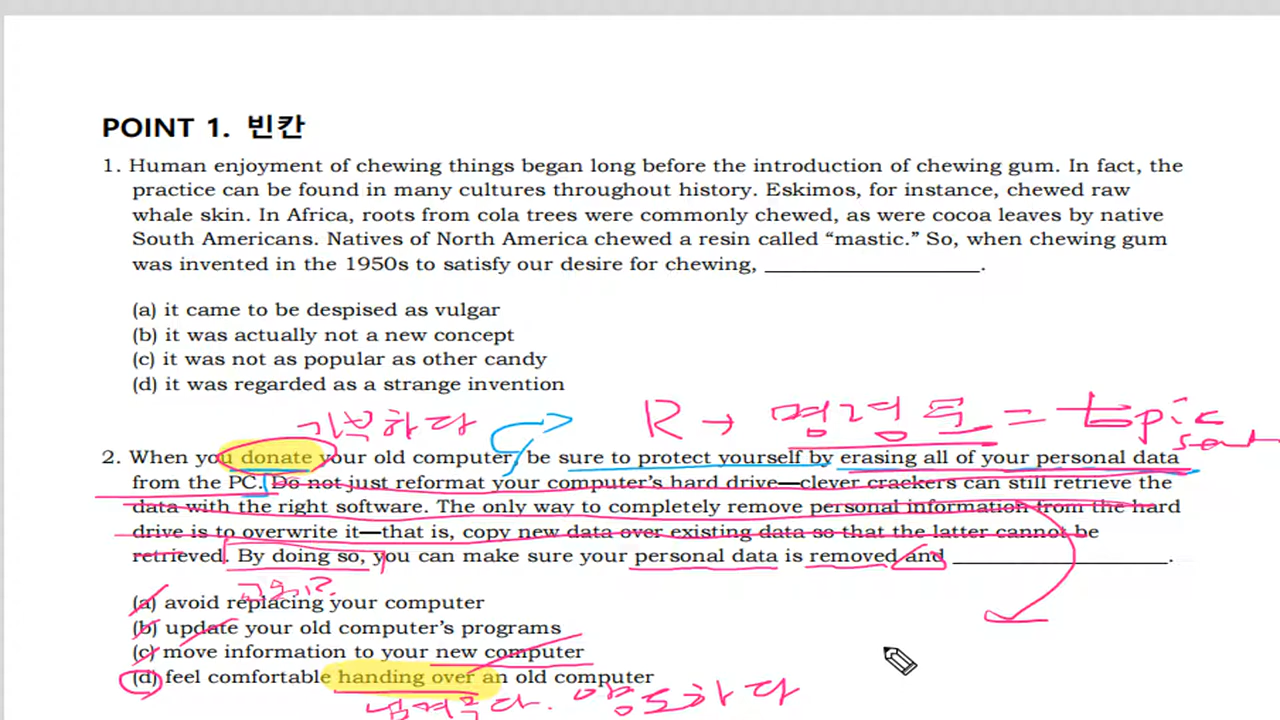 POINT 1. 빈칸
1. Human enjoyment of chewing things began long before the introduction of chewing gum. In fact, the
practice can be found in many cultures throughout history. Eskimos, for instance, chewed raw
whale skin. In Africa, roots from cola trees were commonly chewed, as were cocoa leaves by native
South Americans. Natives of North America chewed a resin called “mastic.” So, when chewing gum
was invented in the 1950s to satisfy our desire for chewing, ____________________.
(a) it came to be despised as vulgar
(b) it was actually not a new concept
(c) it was not as popular as other candy
(d) it was regarded as a strange invention
기부하다
R → 명령문 = topic
2. When you donate your old computer, be sure to protect yourself by erasing all of your personal data
from the PC. Do not just reformat your computer’s hard drive—clever crackers can still retrieve the
data with the right software. The only way to completely remove personal information from the hard
drive is to overwrite it—that is, copy new data over existing data so that the latter cannot be
retrieved. By doing so, you can make sure your personal data is removed and ____________________.
(a) avoid replacing your computer
(b) update your old computer’s programs
(c) move information to your new computer
(d) feel comfortable handing over an old computer
넘겨주다. 양도하다